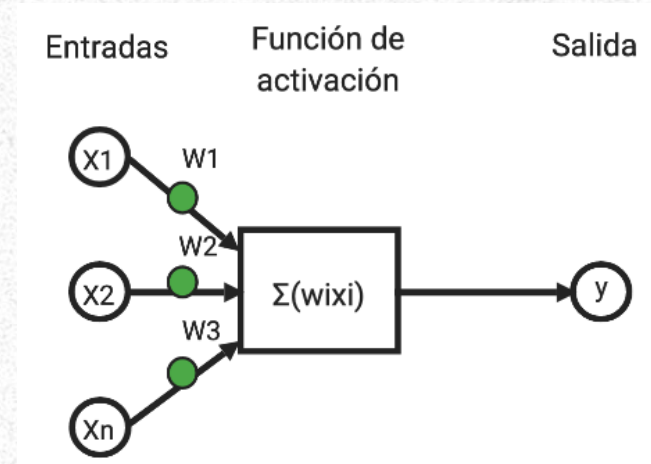 Entradas
Función de
activación
Salida
X1
W1
W2
X2
Σ(wixi)
y
W3
Xn